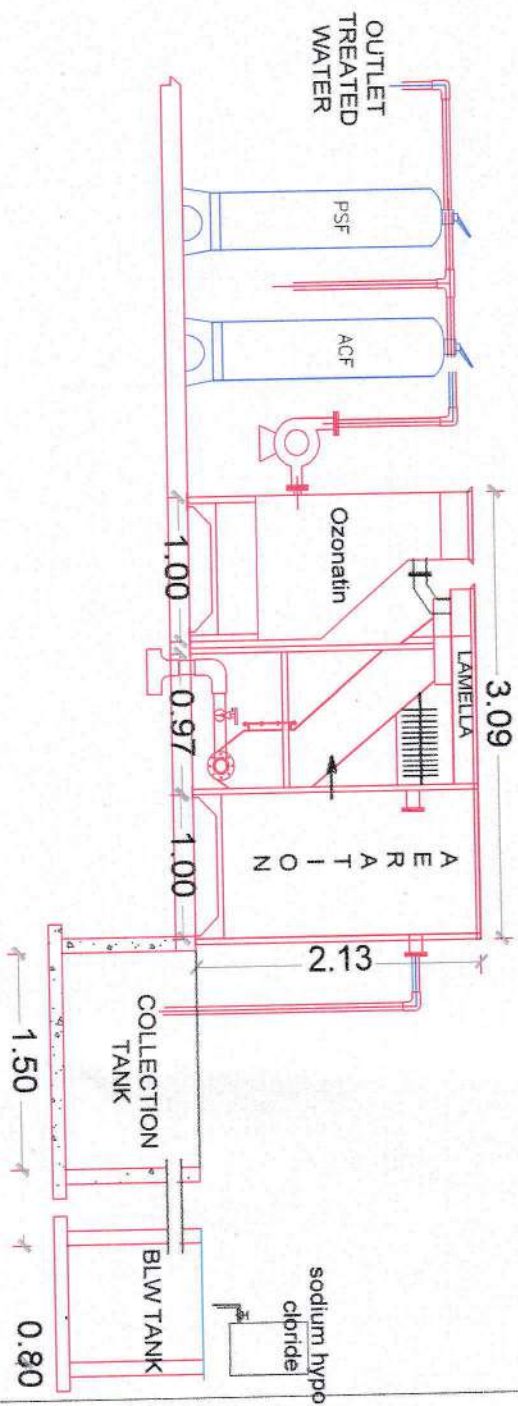 OUTLET
TREATED
WATER
PSF
ACF
Ozonatin
LAMELLA
3.09
A E R A T I O N
1.00
0.97
1.00
2.13
COLLECTION
TANK
1.50
BLW TANK
0.80
sodium hypo
cloride